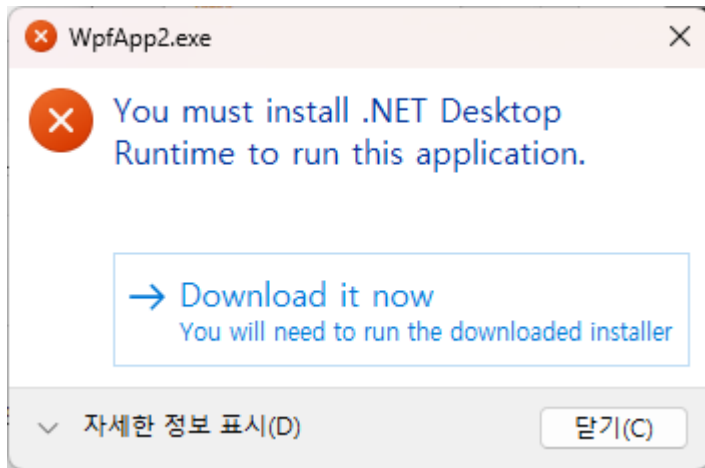 WpfApp2.exe
You must install .NET Desktop
Runtime to run this application.
Download it now
You will need to run the downloaded installer
자세한 정보 표시(D)
닫기(C)